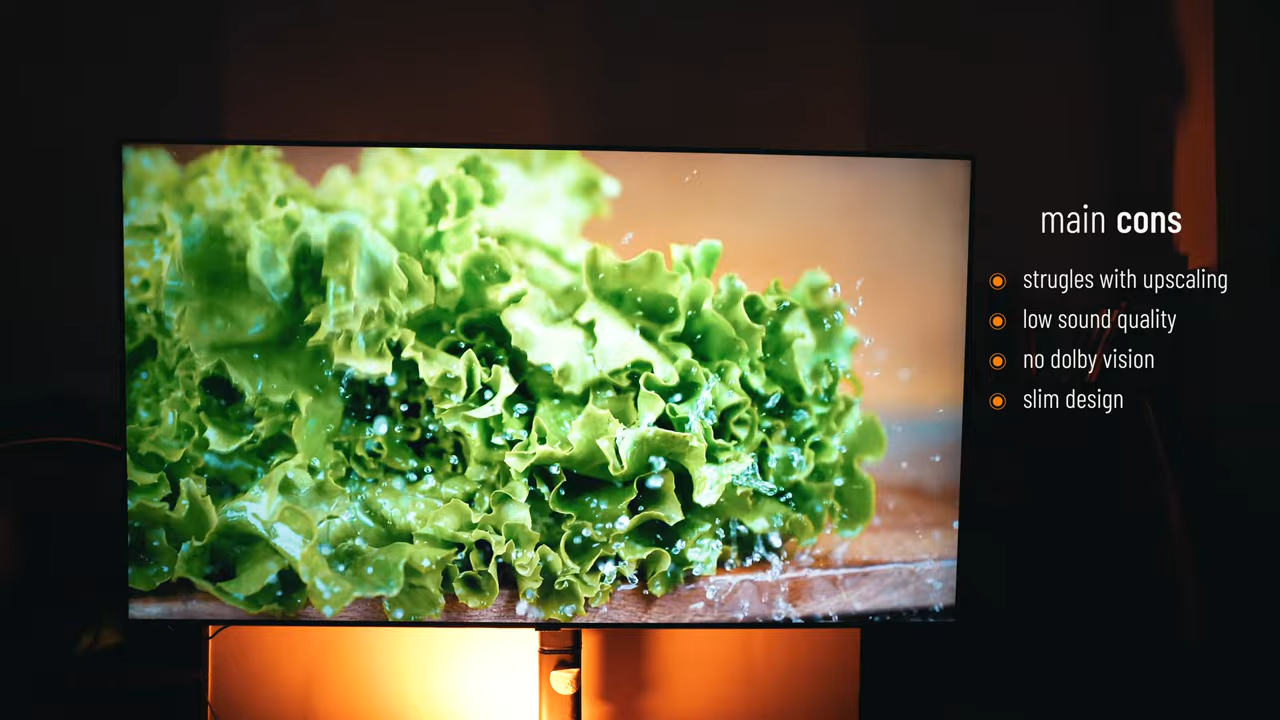 main cons
strugles with upscaling
low sound quality
no dolby vision
slim design